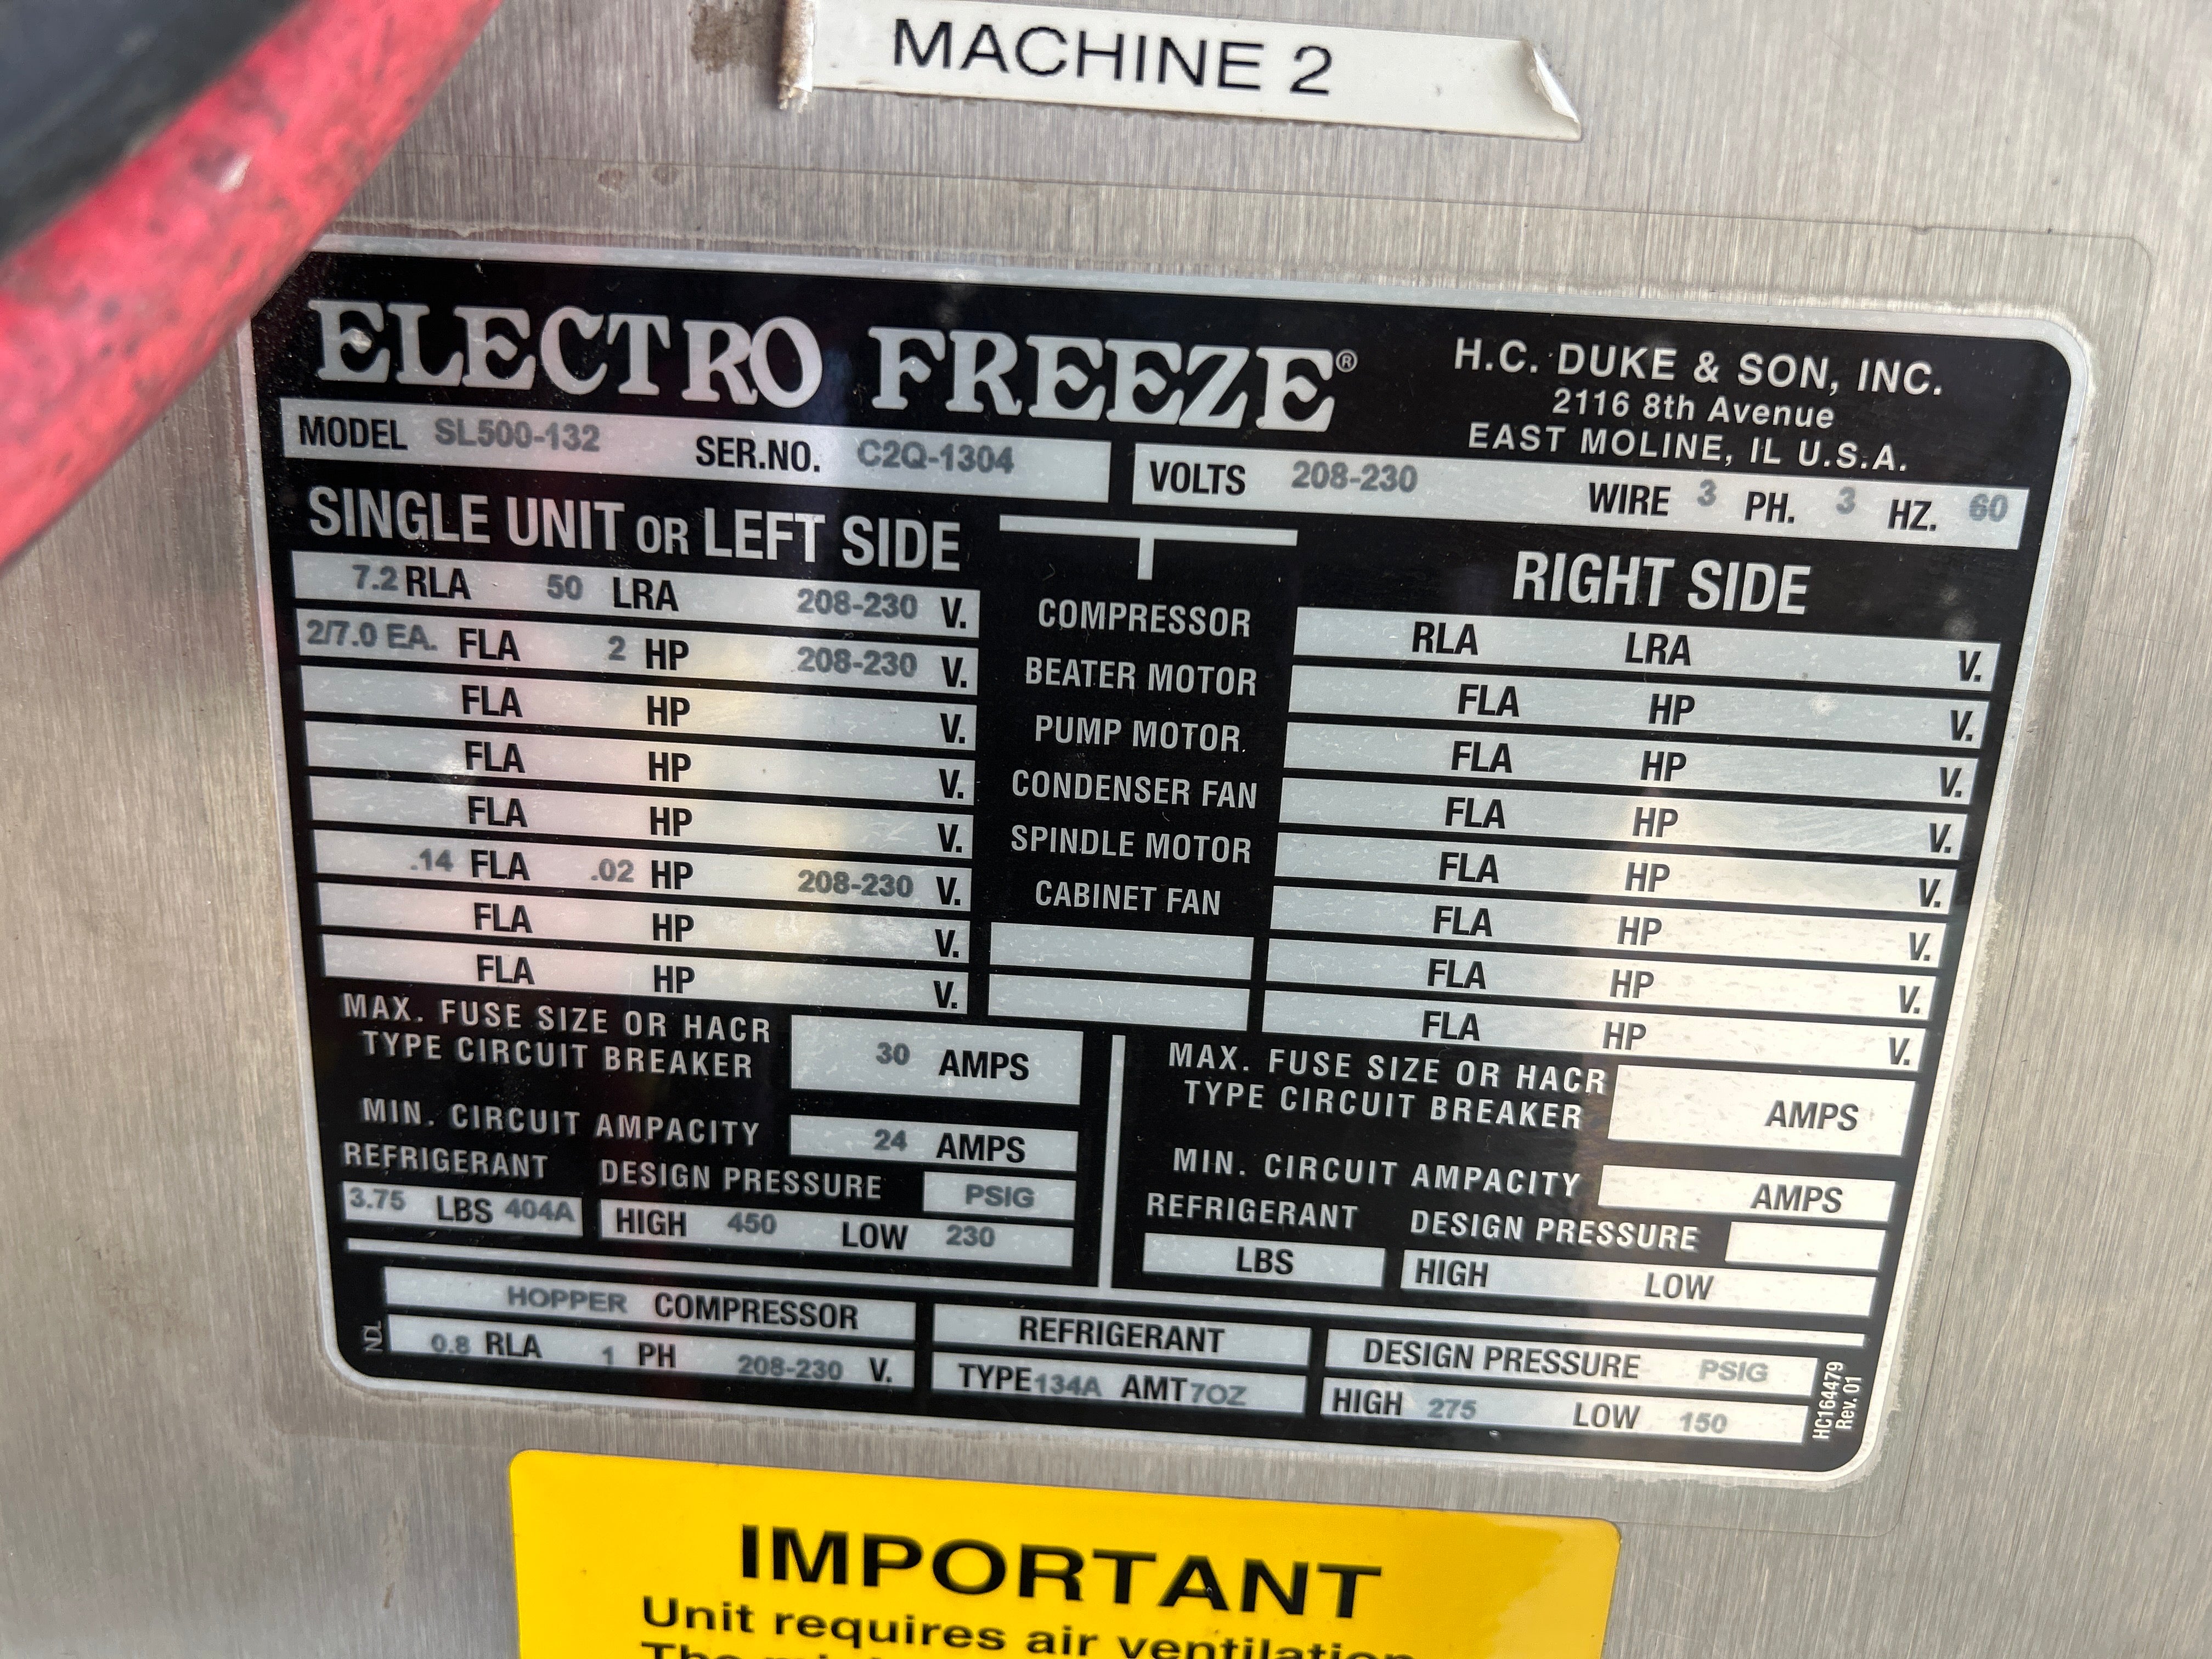 MACHINE 2
ELECTRO FREEZE®
H.C. DUKE & SON, INC.
2116 8th Avenue
EAST MOLINE, IL U.S.A.
MODEL SL500-132 SER.NO. C2Q-1304
VOLTS 208-230 WIRE 3 PH. 3 HZ. 60
SINGLE UNIT OR LEFT SIDE
RIGHT SIDE
7.2 RLA 50 LRA 208-230 V. COMPRESSOR RLA LRA V.
2/7.0 EA. FLA 2 HP 208-230 V. BEATER MOTOR FLA HP V.
FLA HP V. PUMP MOTOR FLA HP V.
FLA HP V. CONDENSER FAN FLA HP V.
FLA HP V. SPINDLE MOTOR FLA HP V.
.14 FLA .02 HP 208-230 V. CABINET FAN FLA HP V.
FLA HP V. FLA HP V.
FLA HP V. FLA HP V.
MAX. FUSE SIZE OR HACR
TYPE CIRCUIT BREAKER 30 AMPS
MIN. CIRCUIT AMPACITY 24 AMPS
REFRIGERANT DESIGN PRESSURE PSIG
3.75 LBS 404A HIGH 450 LOW 230
MAX. FUSE SIZE OR HACR
TYPE CIRCUIT BREAKER AMPS
MIN. CIRCUIT AMPACITY AMPS
REFRIGERANT DESIGN PRESSURE
LBS HIGH LOW
NDL
HOPPER COMPRESSOR REFRIGERANT DESIGN PRESSURE PSIG
0.8 RLA 1 PH 208-230 V. TYPE 134A AMT 7OZ HIGH 275 LOW 150
HC164479
Rev.01
IMPORTANT
Unit requires air ventilation
The